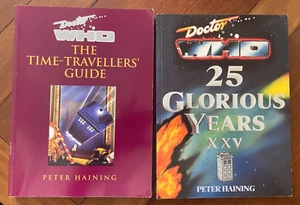 Doctor
WHO
THE
TIME-TRAVELLERS'
GUIDE
PETER HAINING
Doctor
WHO
25
GLORIOUS
YEARS
XXV
PETER HAINING